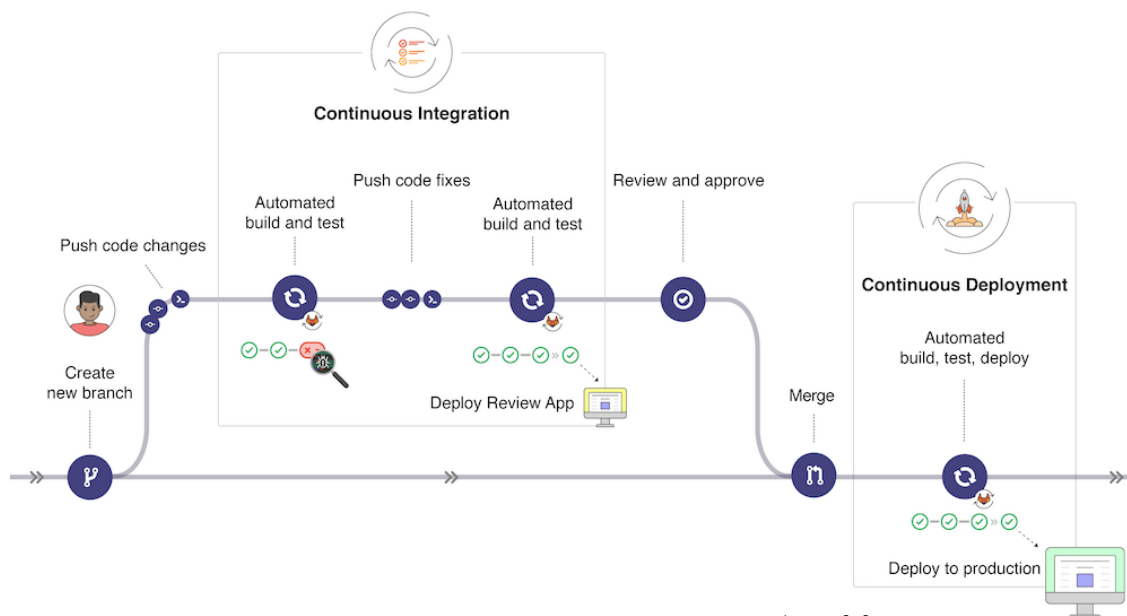 Continuous Integration
Push code fixes
Review and approve
Automated
build and test
Automated
build and test
Push code changes
Continuous Deployment
Automated
build, test, deploy
Create
new branch
Deploy Review App
Merge
Deploy to production